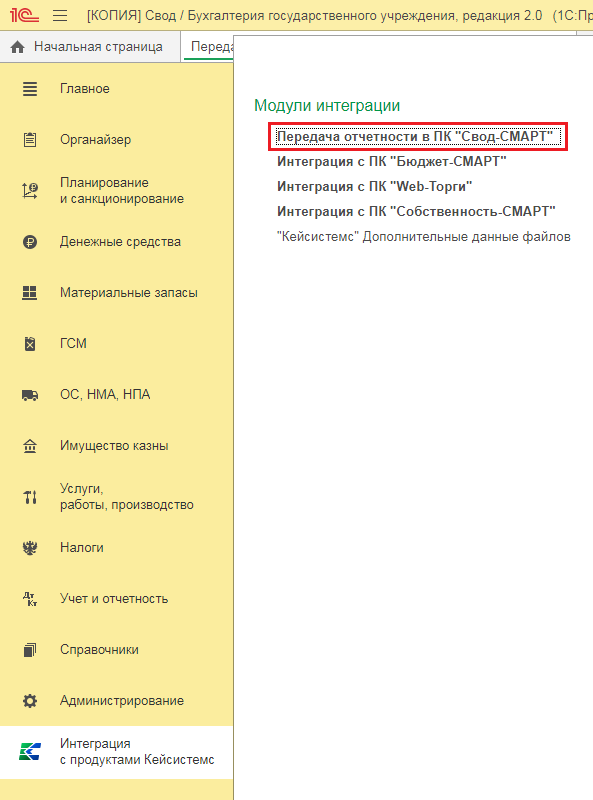 1С [КОПИЯ] Свод / Бухгалтерия государственного учреждения, редакция 2.0 (1С:Пр
Начальная страница Переда
Главное
Органайзер
Планирование
и санкционирование
Денежные средства
Материальные запасы
ГСМ
ОС, НМА, НПА
Имущество казны
Услуги,
работы, производство
Налоги
Дт
Кт
Учет и отчетность
Справочники
Администрирование
Интеграция
с продуктами Кейсистемс
Модули интеграции
Передача отчетности в ПК "Свод-СМАРТ"
Интеграция с ПК "Бюджет-СМАРТ"
Интеграция с ПК "Web-Торги"
Интеграция с ПК "Собственность-СМАРТ"
"Кейсистемс" Дополнительные данные файлов